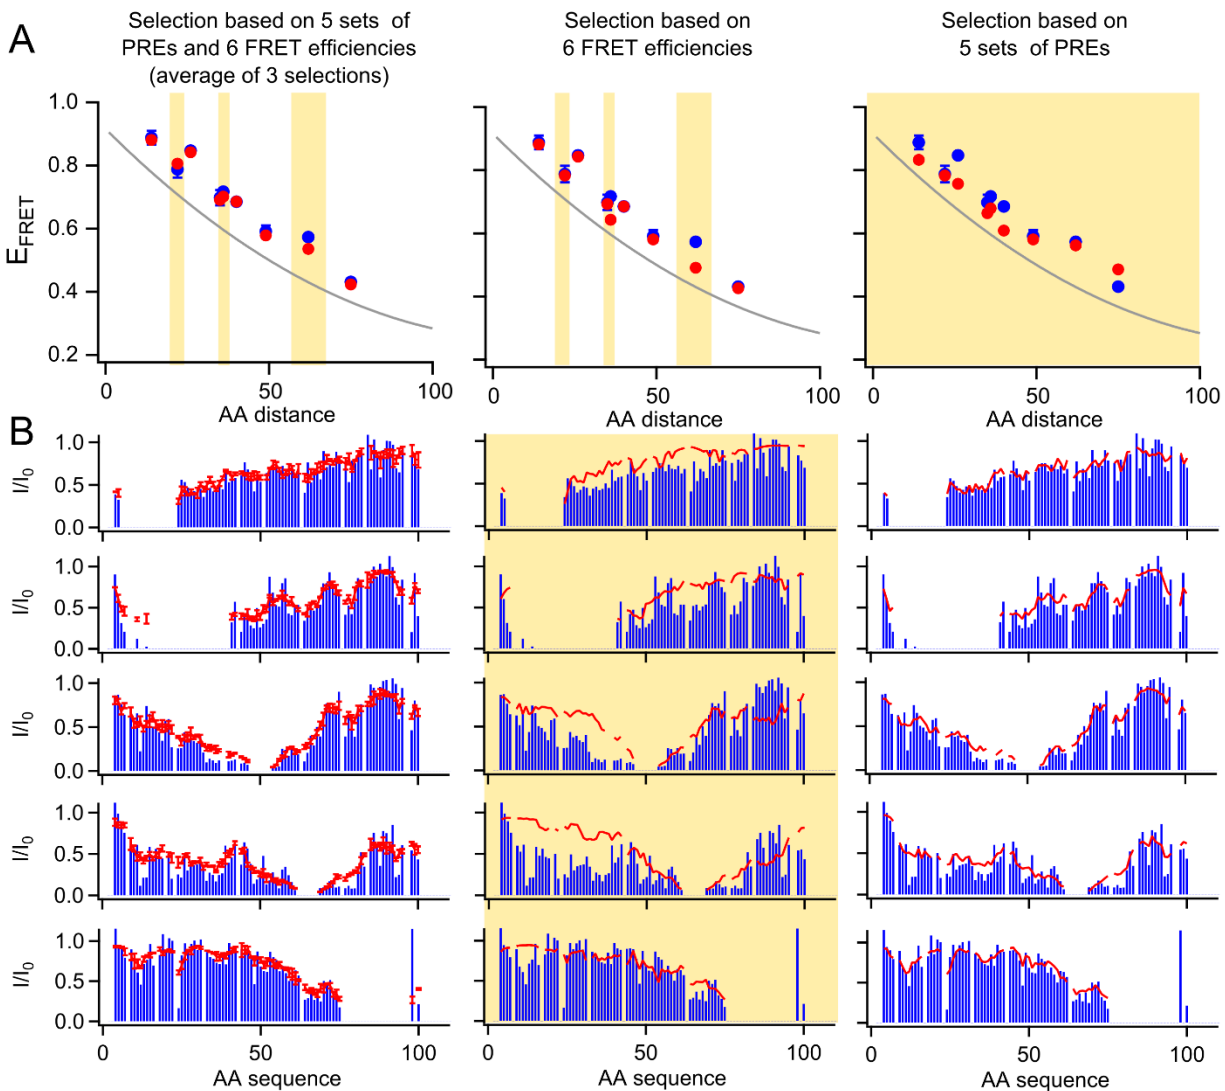 A
Selection based on 5 sets of
PREs and 6 FRET efficiencies
(average of 3 selections)
Selection based on
6 FRET efficiencies
Selection based on
5 sets of PREs
E_FRET
1.0
0.8
0.6
0.4
0.2
0 50 100
0 50 100
0 50 100
AA distance
AA distance
AA distance
B
I/I0
1.0
0.5
0.0
I/I0
1.0
0.5
0.0
I/I0
1.0
0.5
0.0
I/I0
1.0
0.5
0.0
I/I0
1.0
0.5
0.0
0 50 100
0 50 100
0 50 100
AA sequence
AA sequence
AA sequence